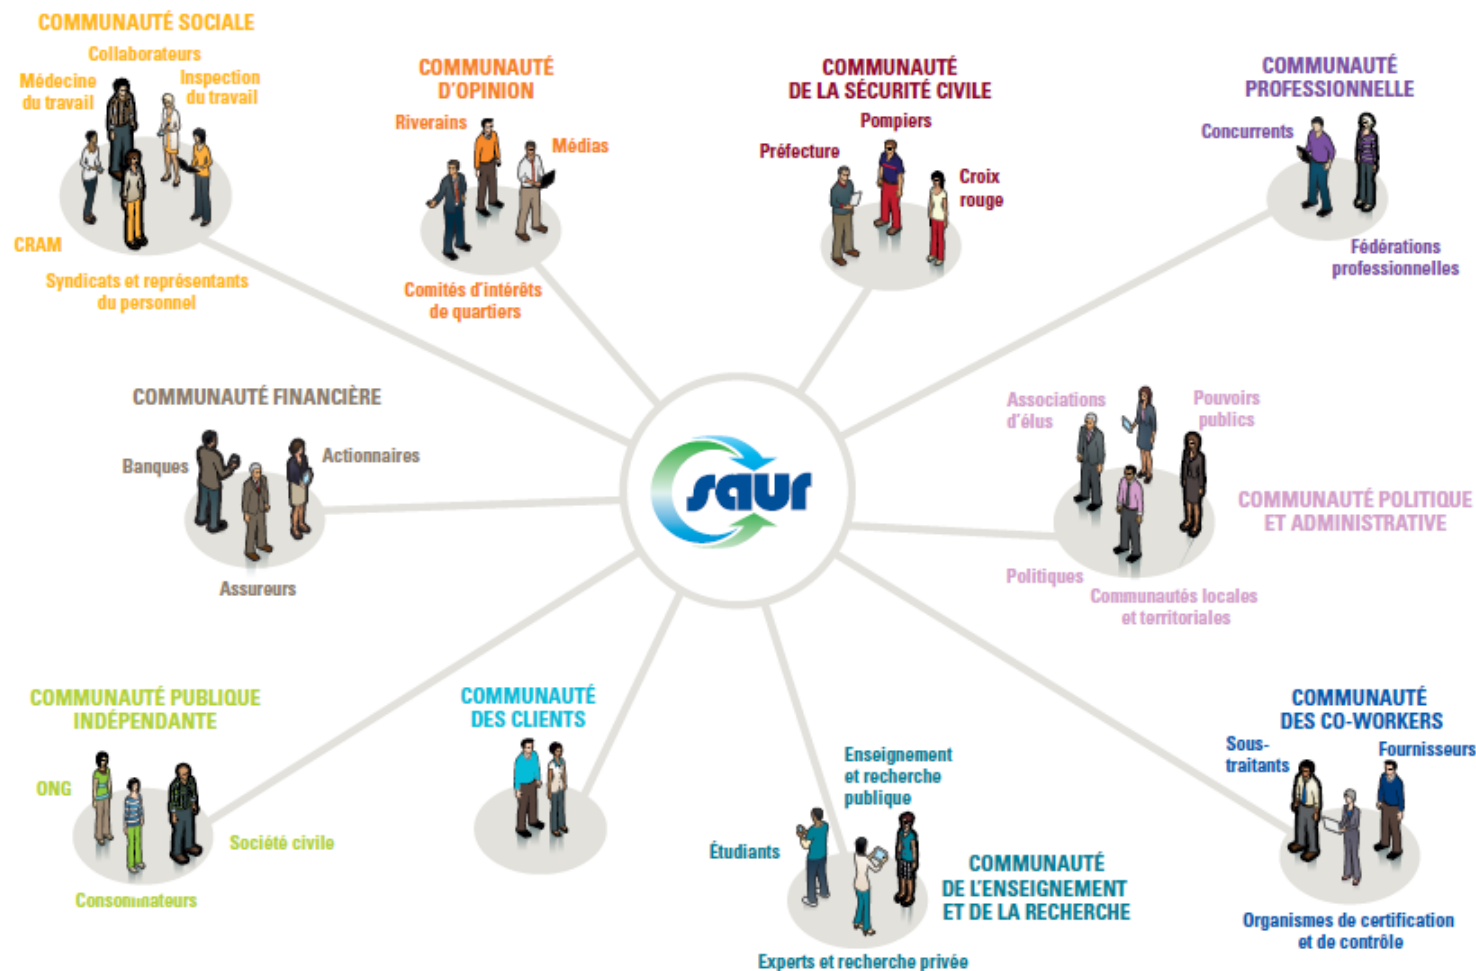 COMMUNAUTÉ SOCIALE
Collaborateurs
Médecine
du travail
Inspection
du travail
CRAM
Syndicats et représentants
du personnel
COMMUNAUTÉ
D'OPINION
Riverains
Médias
Comités d'intérêts
de quartiers
COMMUNAUTÉ
DE LA SÉCURITÉ CIVILE
Pompiers
Préfecture
Croix
rouge
COMMUNAUTÉ
PROFESSIONNELLE
Concurrents
Fédérations
professionnelles
COMMUNAUTÉ FINANCIÈRE
Banques
Actionnaires
Assureurs
saur
Associations
d'élus
Pouvoirs
publics
COMMUNAUTÉ POLITIQUE
ET ADMINISTRATIVE
Politiques
Communautés locales
et territoriales
COMMUNAUTÉ PUBLIQUE
INDÉPENDANTE
ONG
Société civile
Consommateurs
COMMUNAUTÉ
DES CLIENTS
Enseignement
et recherche
publique
Étudiants
COMMUNAUTÉ
DE L'ENSEIGNEMENT
ET DE LA RECHERCHE
Experts et recherche privée
COMMUNAUTÉ
DES CO-WORKERS
Sous-
traitants
Fournisseurs
Organismes de certification
et de contrôle